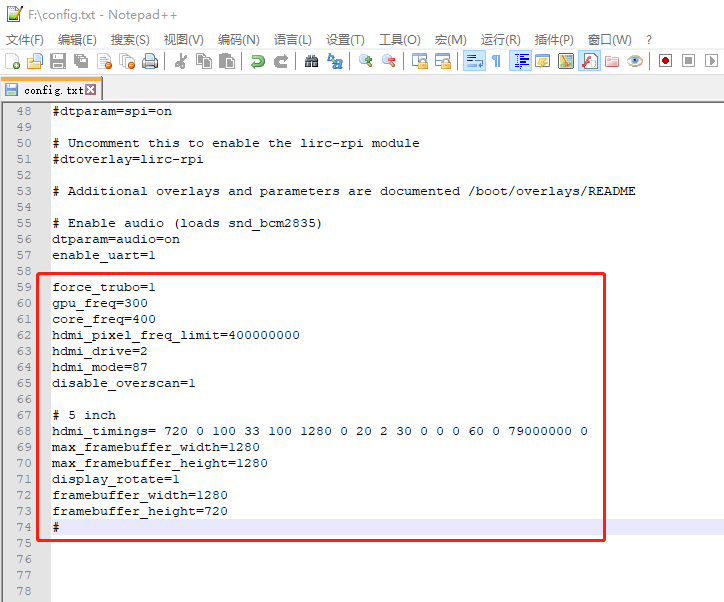 F:\config.txt - Notepad++
文件(F) 编辑(E) 搜索(S) 视图(V) 编码(N) 语言(L) 设置(T) 工具(O) 宏(M) 运行(R) 插件(P) 窗口(W) ?
config.txt
48 #dtparam=spi=on
49
50 # Uncomment this to enable the lirc-rpi module
51 #dtoverlay=lirc-rpi
52
53 # Additional overlays and parameters are documented /boot/overlays/README
54
55 # Enable audio (loads snd_bcm2835)
56 dtparam=audio=on
57 enable_uart=1
58
59 force_trubo=1
60 gpu_freq=300
61 core_freq=400
62 hdmi_pixel_freq_limit=400000000
63 hdmi_drive=2
64 hdmi_mode=87
65 disable_overscan=1
66
67 # 5 inch
68 hdmi_timings= 720 0 100 33 100 1280 0 20 2 30 0 0 0 60 0 79000000 0
69 max_framebuffer_width=1280
70 max_framebuffer_height=1280
71 display_rotate=1
72 framebuffer_width=1280
73 framebuffer_height=720
74 #
75
76
77
78